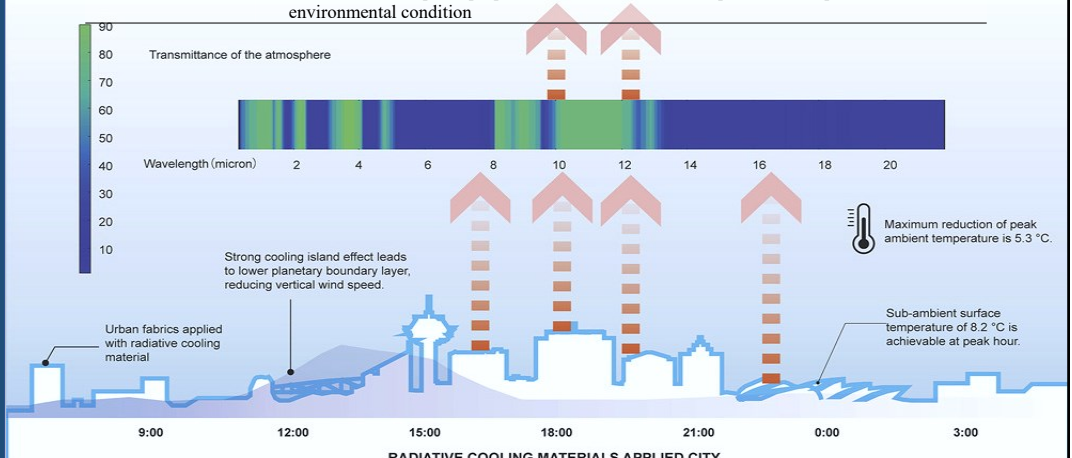 environmental condition
90
80
70
60
50
40
30
20
10
Transmittance of the atmosphere
Wavelength (micron) 2 4 6 8 10 12 14 16 18 20
Maximum reduction of peak
ambient temperature is 5.3 °C.
Strong cooling island effect leads
to lower planetary boundary layer,
reducing vertical wind speed.
Urban fabrics applied
with radiative cooling
material
Sub-ambient surface
temperature of 8.2 °C is
achievable at peak hour.
9:00 12:00 15:00 18:00 21:00 0:00 3:00
RADIATIVE COOLING MATERIALS APPLIED CITY